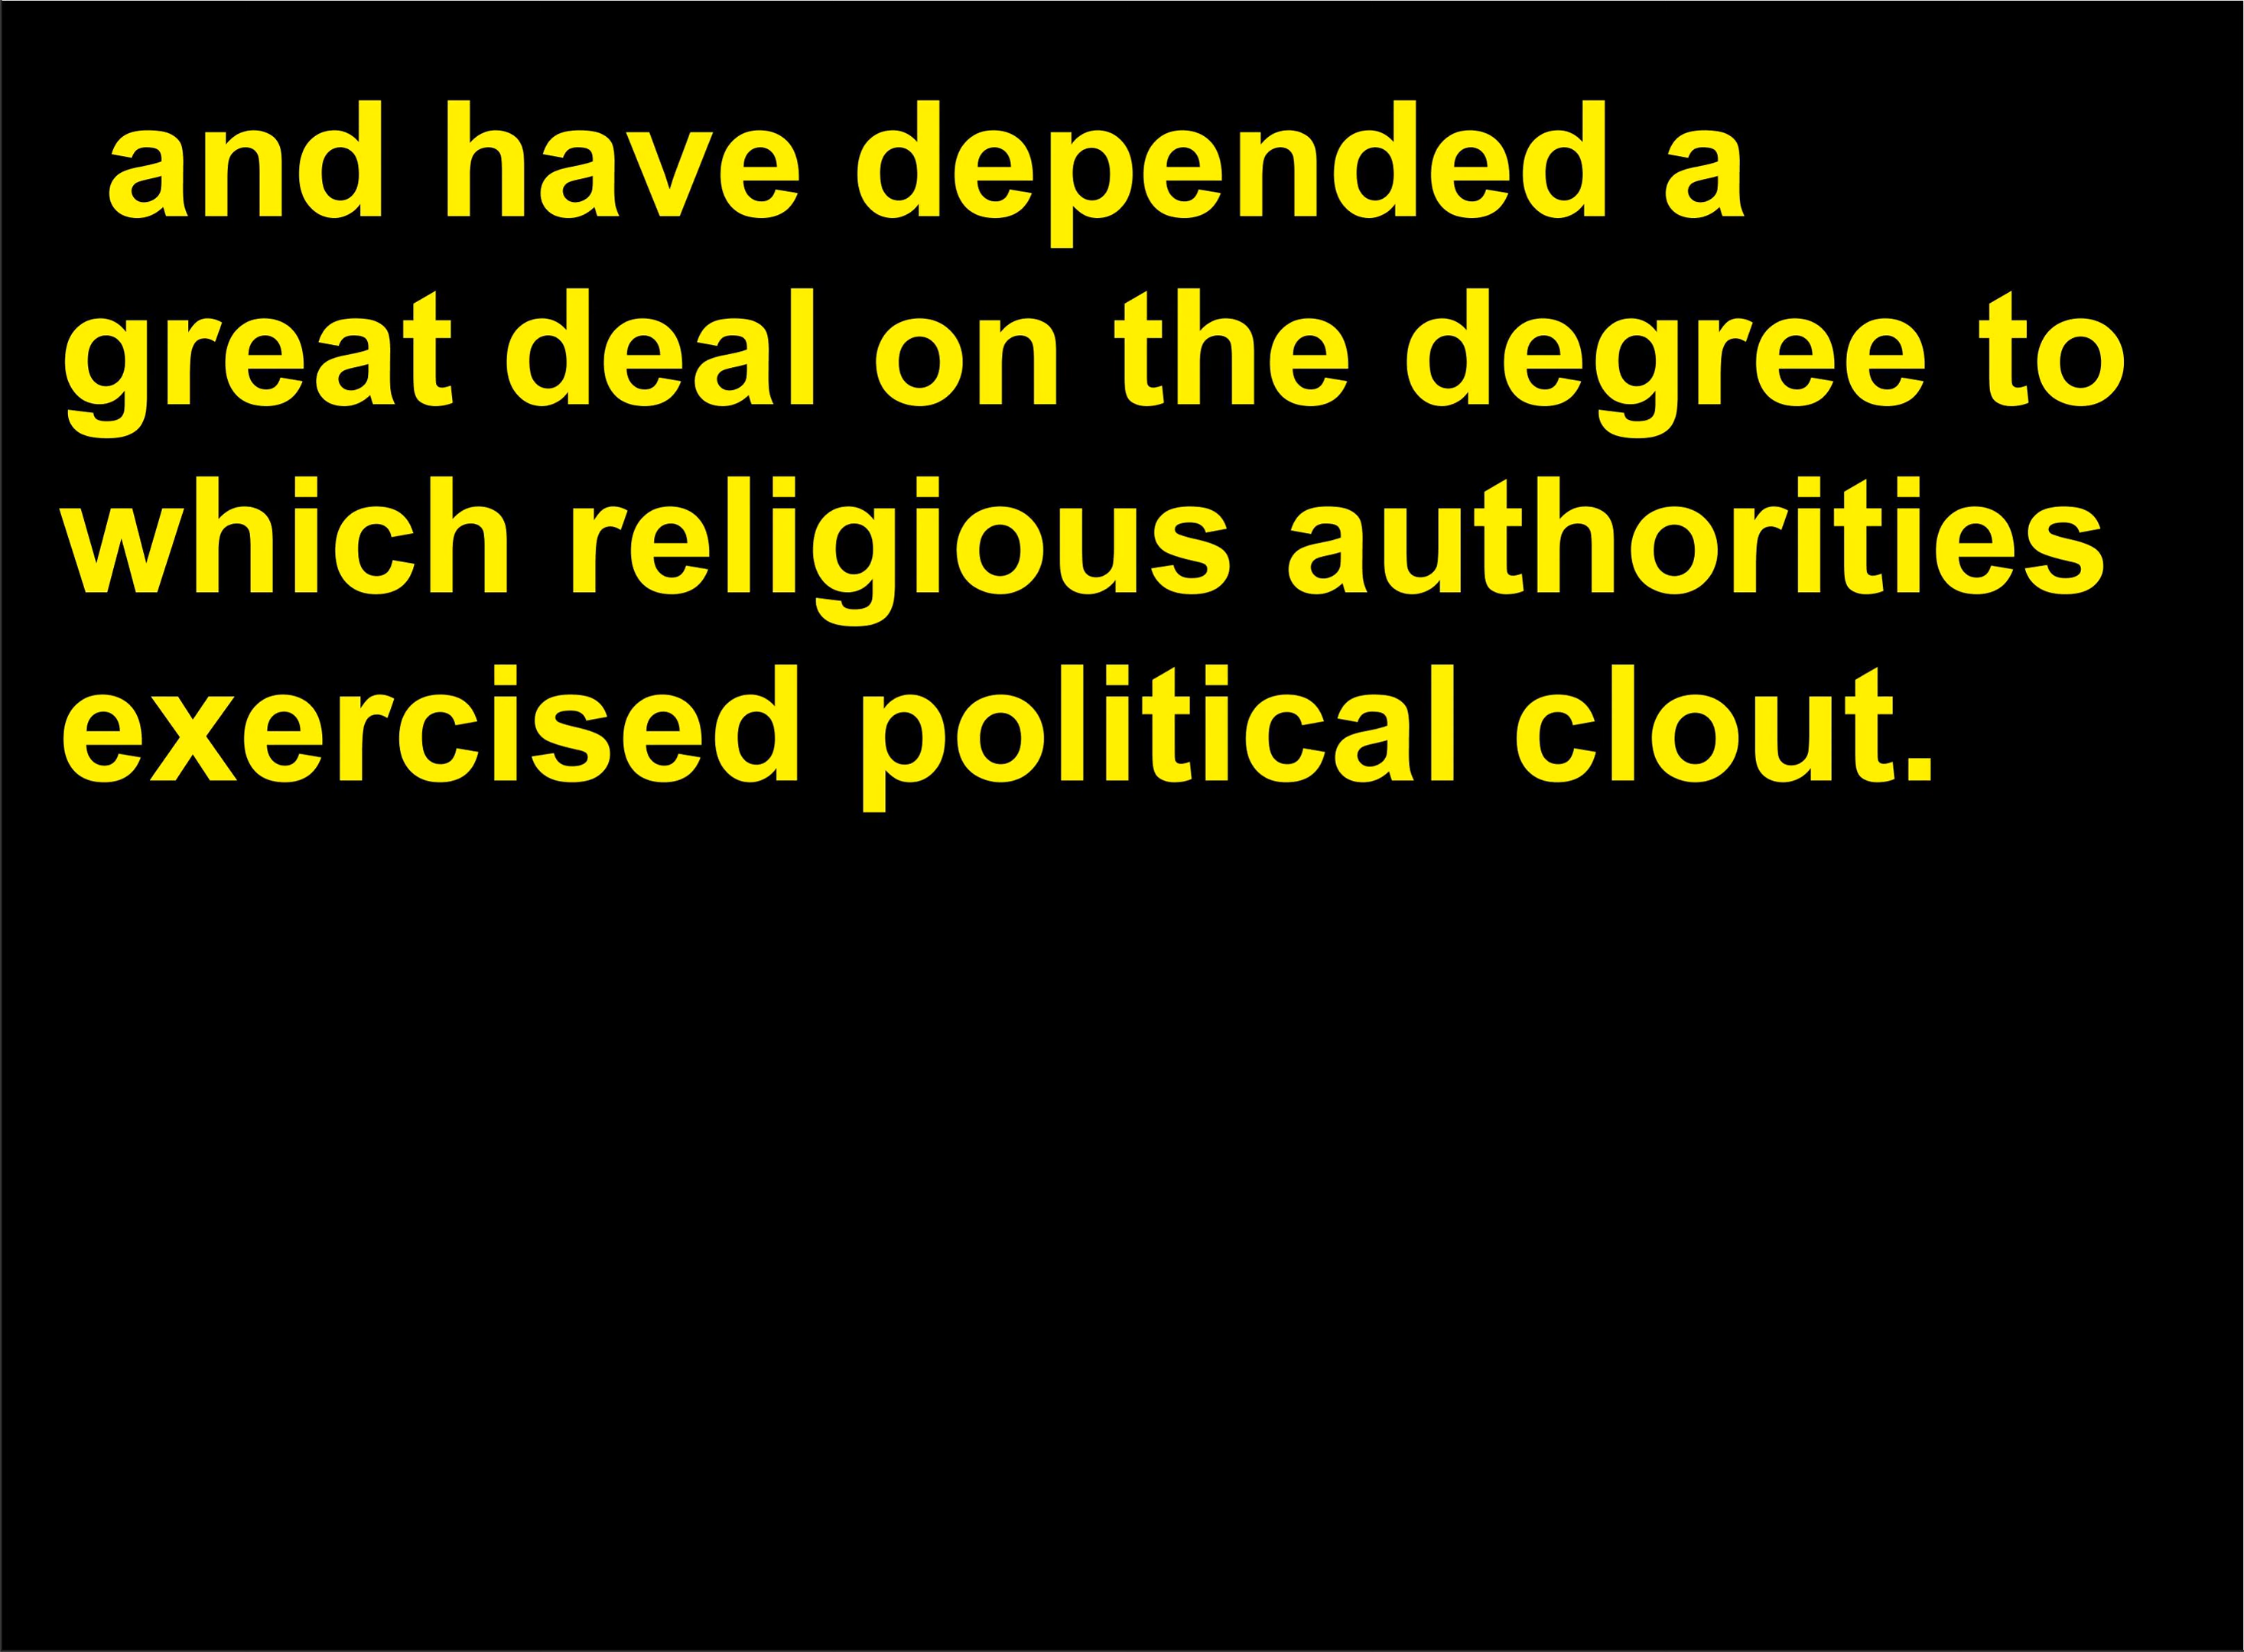 and have depended a
great deal on the degree to
which religious authorities
exercised political clout.